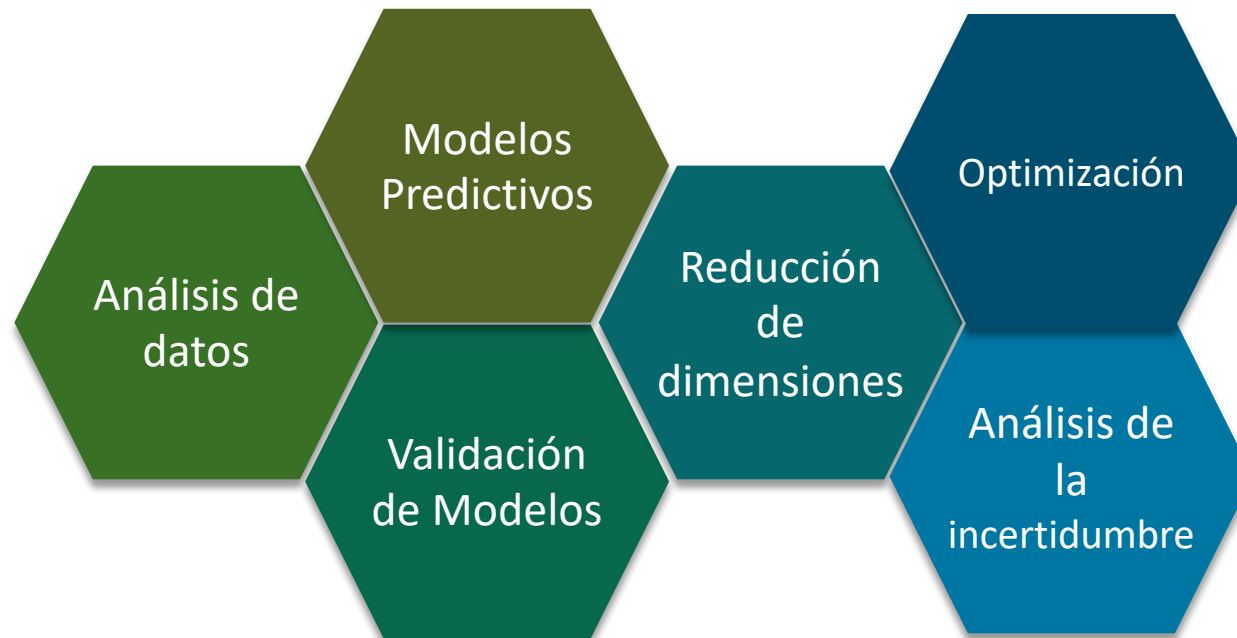 Análisis de
datos
Modelos
Predictivos
Validación
de Modelos
Reducción
de
dimensiones
Optimización
Análisis de
la
incertidumbre